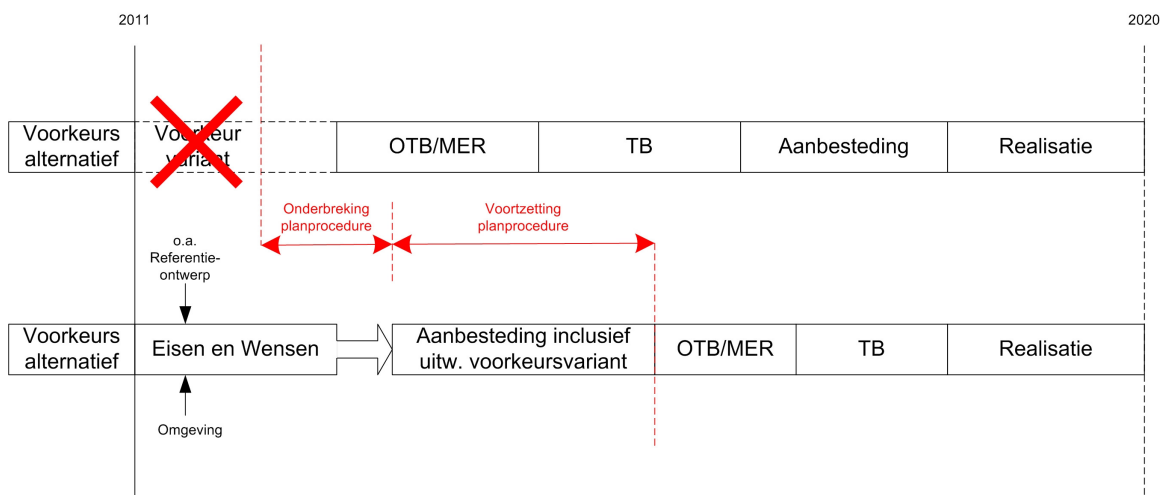 2011
2020
Voorkeurs
alternatief
Voorkeur
variant
OTB/MER
TB
Aanbesteding
Realisatie
Onderbreking
planprocedure
Voortzetting
planprocedure
o.a.
Referentie-
ontwerp
Voorkeurs
alternatief
Eisen en Wensen
Aanbesteding inclusief
uitw. voorkeursvariant
OTB/MER
TB
Realisatie
Omgeving